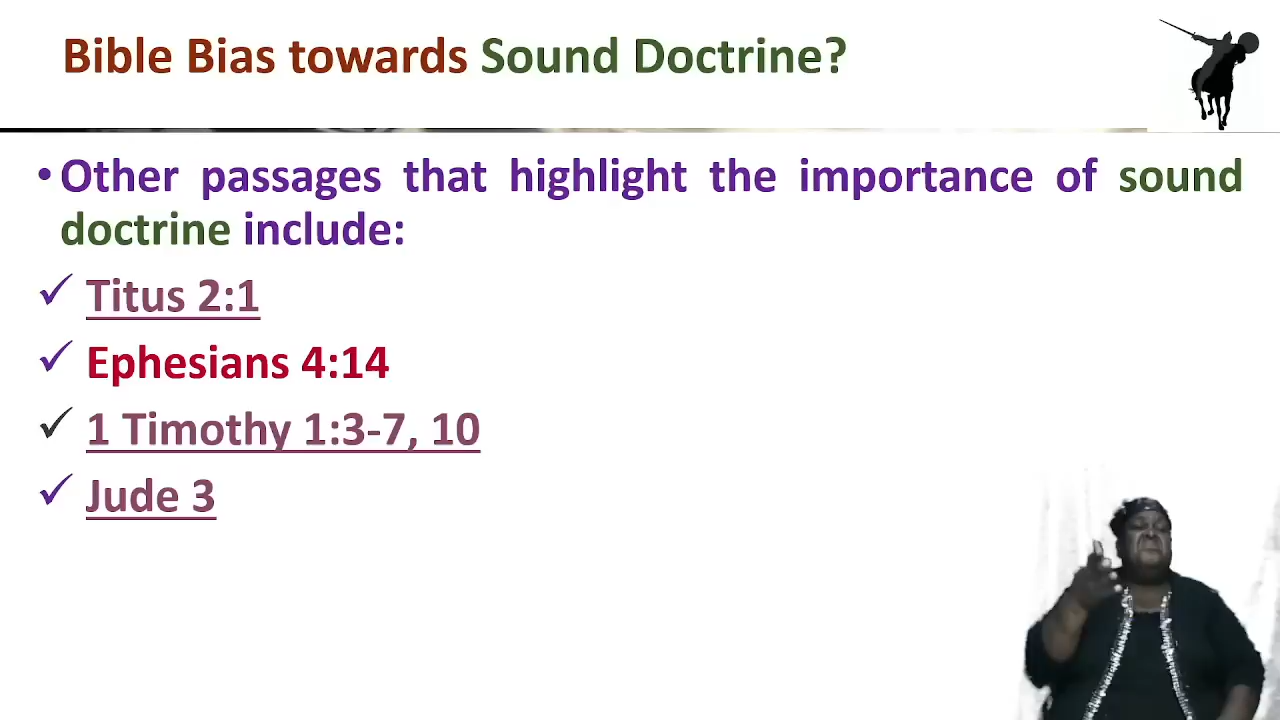 Bible Bias towards Sound Doctrine?
• Other passages that highlight the importance of sound
doctrine include:
✓ Titus 2:1
✓ Ephesians 4:14
✓ 1 Timothy 1:3-7, 10
✓ Jude 3